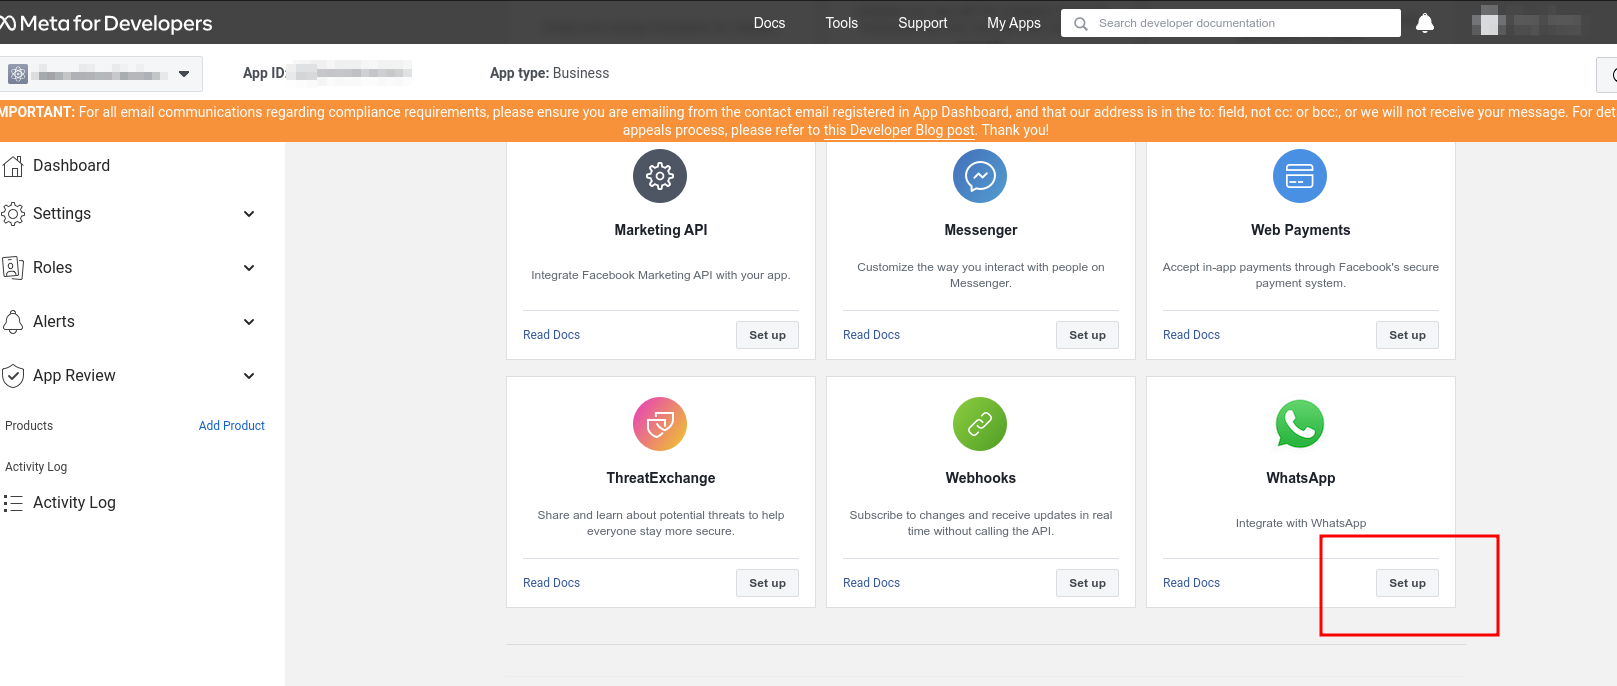 Meta for Developers
Docs
Tools
Support
My Apps
Search developer documentation
App ID:
App type: Business
MPORTANT: For all email communications regarding compliance requirements, please ensure you are emailing from the contact email registered in App Dashboard, and that our address is in the to: field, not cc: or bcc:, or we will not receive your message. For det
appeals process, please refer to this Developer Blog post. Thank you!
Dashboard
Settings
Roles
Alerts
App Review
Products
Add Product
Activity Log
Activity Log
Marketing API
Integrate Facebook Marketing API with your app.
Read Docs
Set up
Messenger
Customize the way you interact with people on
Messenger.
Read Docs
Set up
Web Payments
Accept in-app payments through Facebook's secure
payment system.
Read Docs
Set up
ThreatExchange
Share and learn about potential threats to help
everyone stay more secure.
Read Docs
Set up
Webhooks
Subscribe to changes and receive updates in real
time without calling the API.
Read Docs
Set up
WhatsApp
Integrate with WhatsApp
Read Docs
Set up